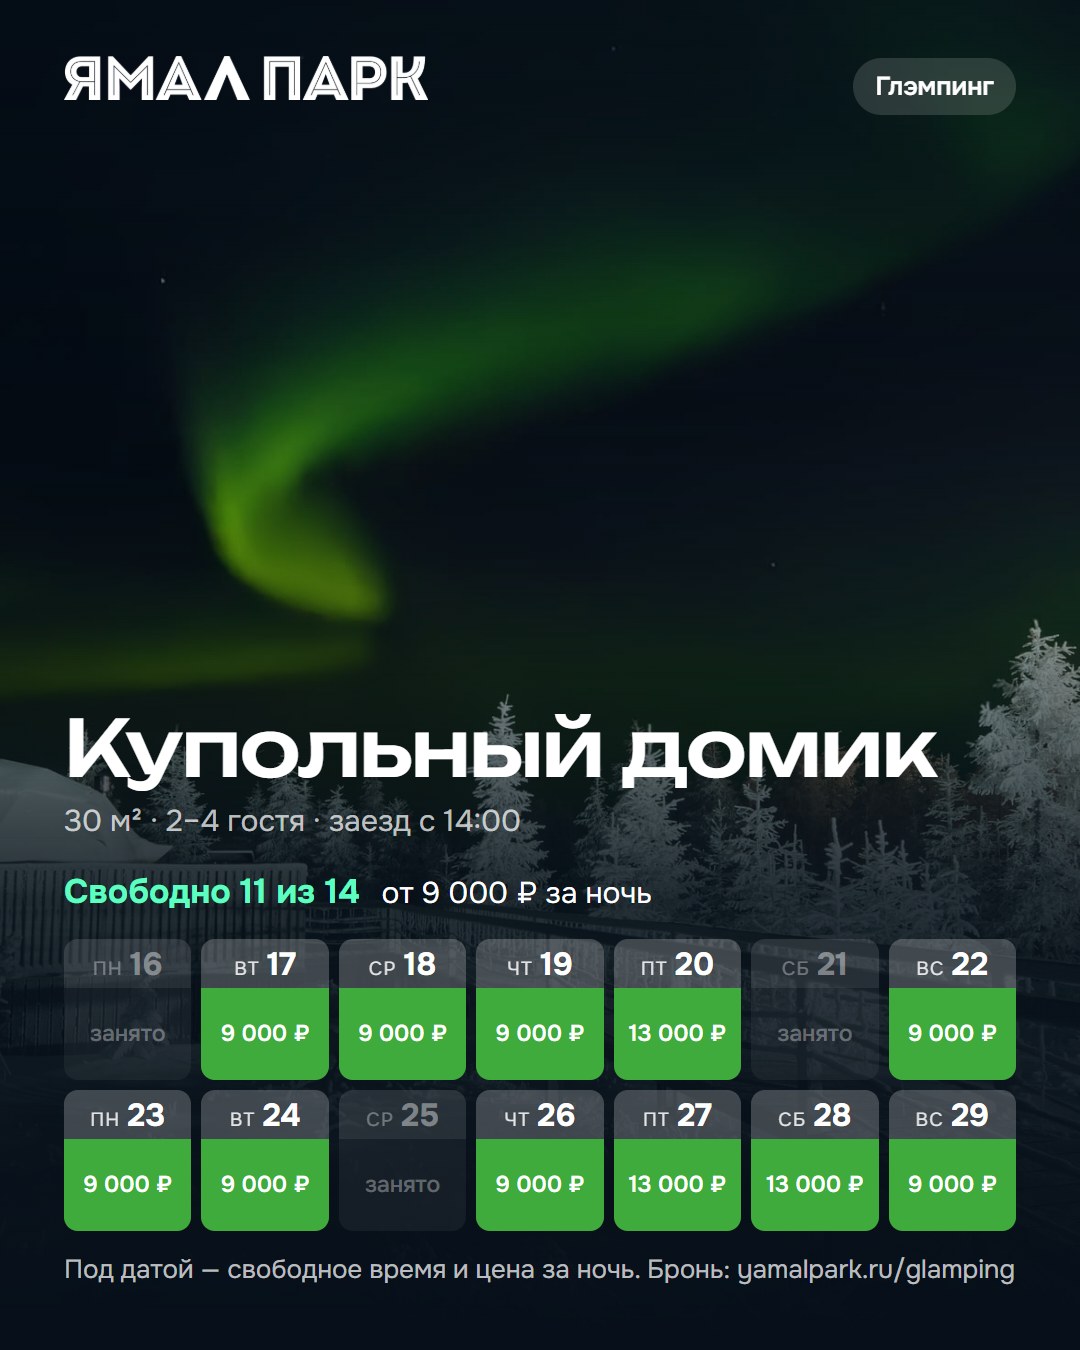 ЯМАЛ ПАРК
Глэмпинг
Купольный домик
30 м² · 2–4 гостя · заезд с 14:00
Свободно 11 из 14 от 9 000 ₽ за ночь
ПН 16 ВТ 17 СР 18 ЧТ 19 ПТ 20 СБ 21 ВС 22
занято 9 000 ₽ 9 000 ₽ 9 000 ₽ 13 000 ₽ занято 9 000 ₽
ПН 23 ВТ 24 СР 25 ЧТ 26 ПТ 27 СБ 28 ВС 29
9 000 ₽ 9 000 ₽ занято 9 000 ₽ 13 000 ₽ 13 000 ₽ 9 000 ₽
Под датой — свободное время и цена за ночь. Бронь: yamalpark.ru/glamping